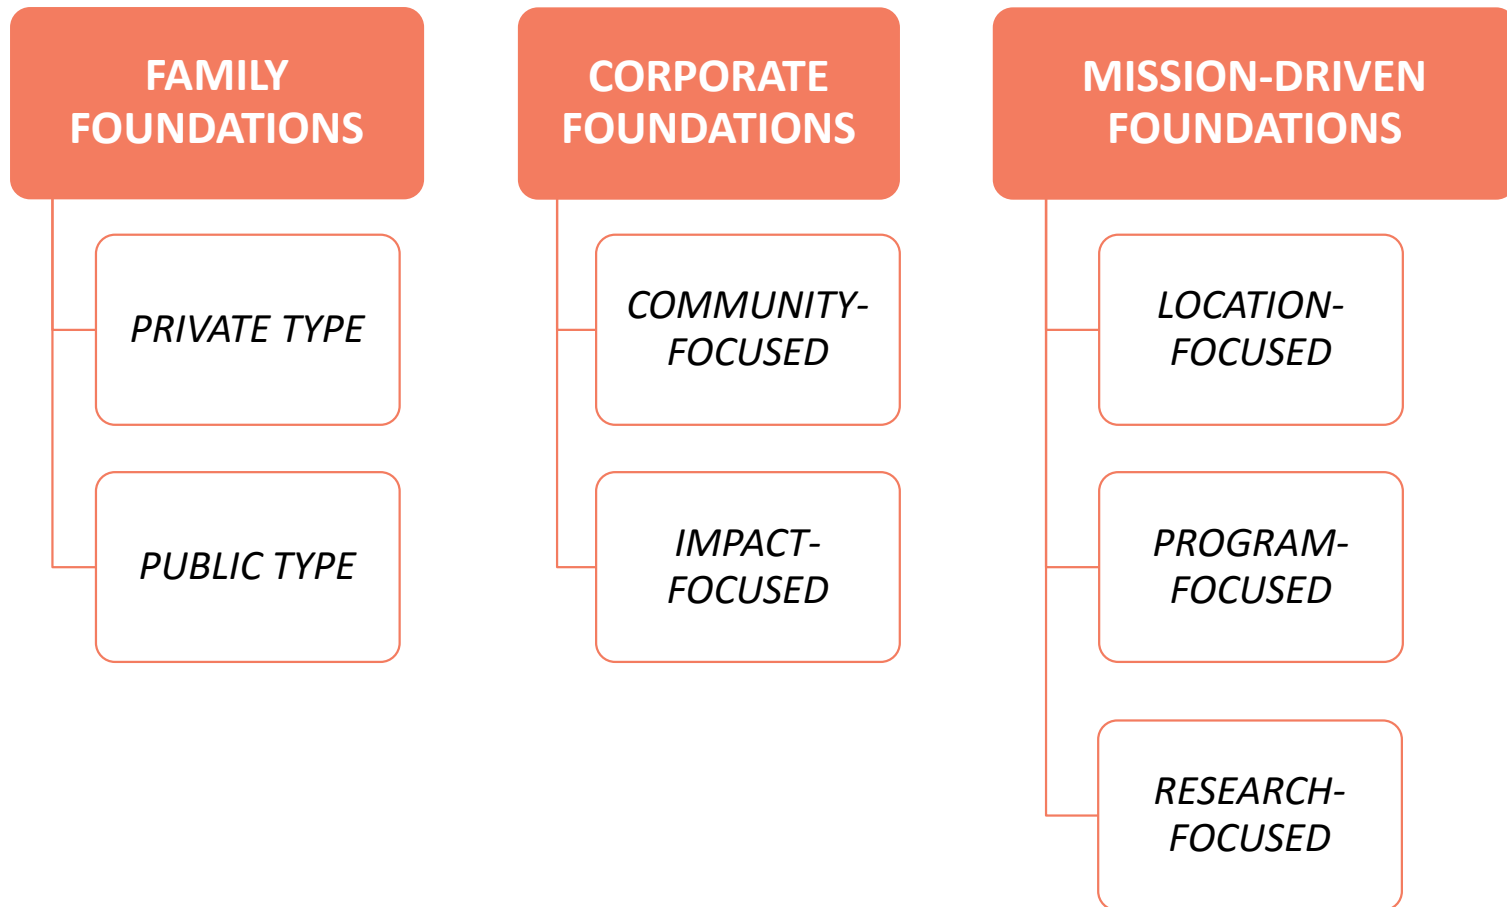 FAMILY
FOUNDATIONS
PRIVATE TYPE
PUBLIC TYPE
CORPORATE
FOUNDATIONS
COMMUNITY-
FOCUSED
IMPACT-
FOCUSED
MISSION-DRIVEN
FOUNDATIONS
LOCATION-
FOCUSED
PROGRAM-
FOCUSED
RESEARCH-
FOCUSED